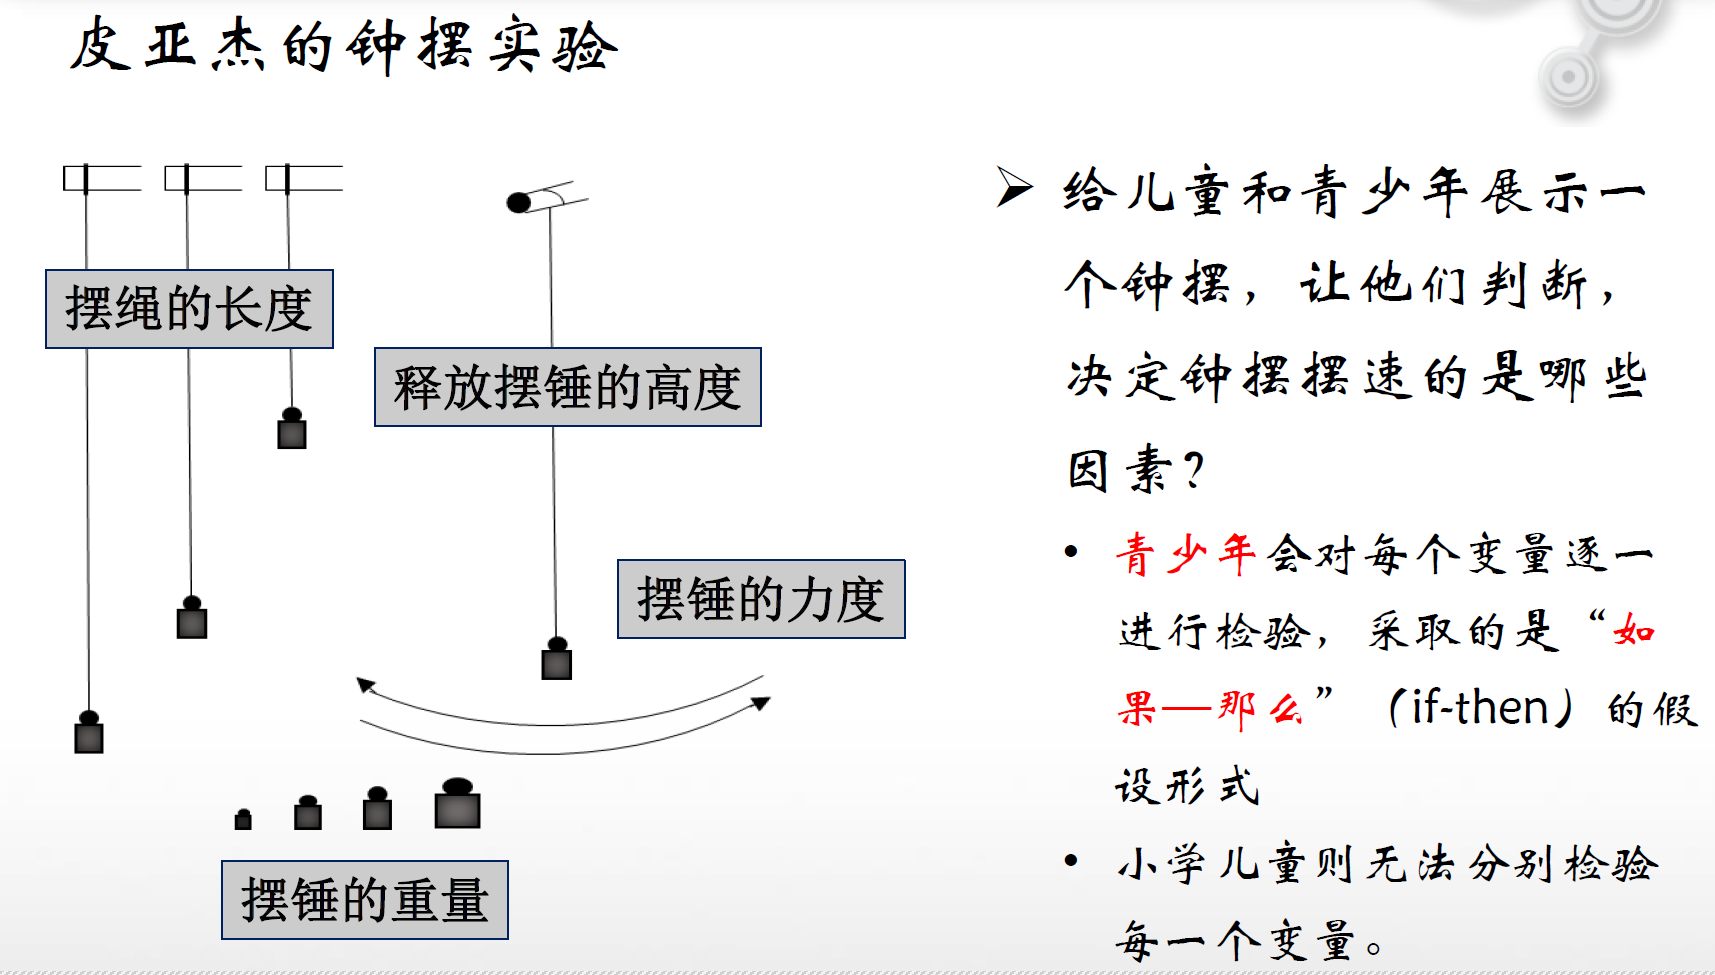 皮亚杰的钟摆实验
摆绳的长度
释放摆锤的高度
摆锤的力度
摆锤的重量
给儿童和青少年展示一
个钟摆，让他们判断，
决定钟摆摆速的是哪些
因素？
青少年会对每个变量逐一
进行检验，采取的是“如
果—那么”（if-then）的假
设形式
小学儿童则无法分别检验
每一个变量。